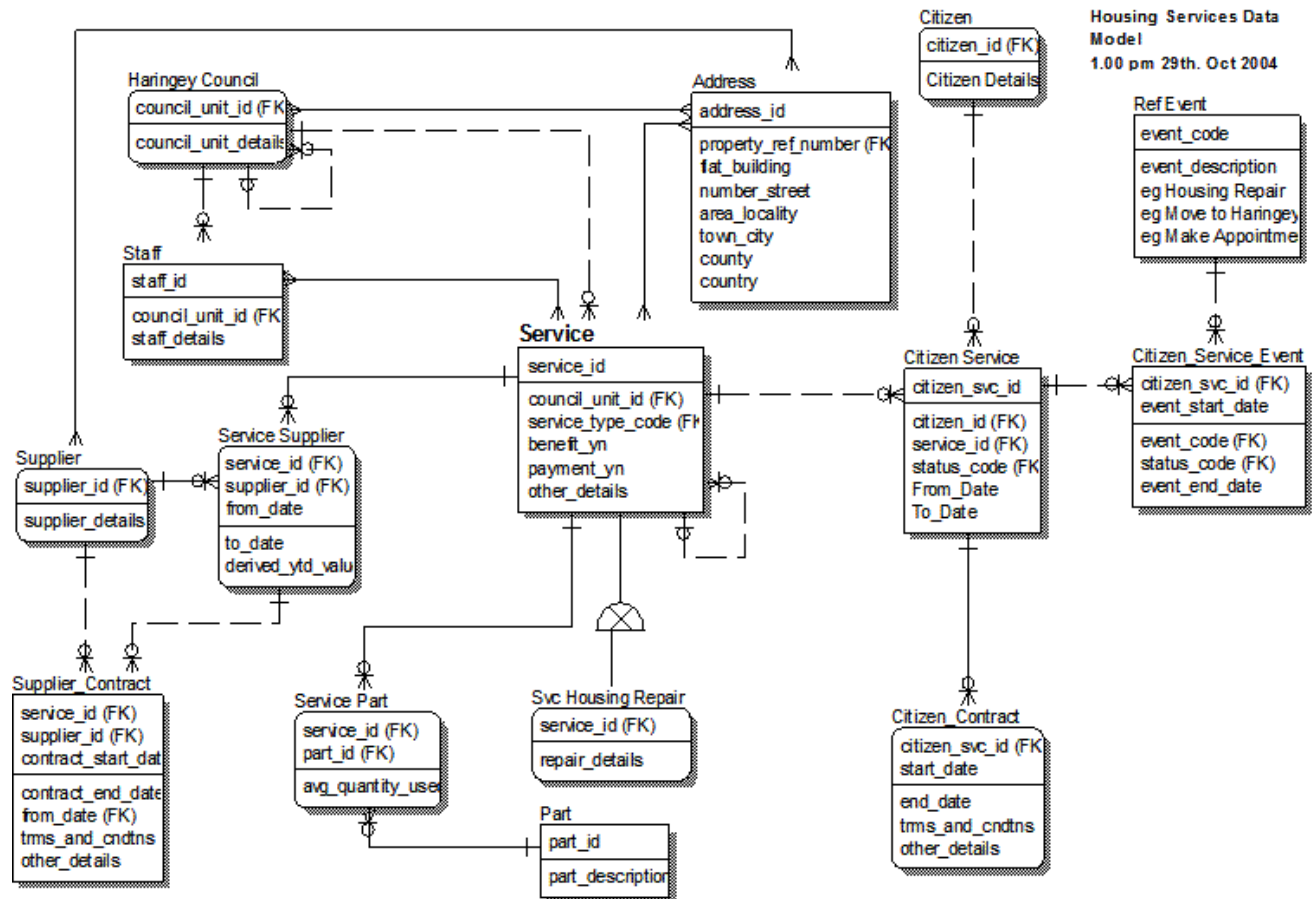 Housing Services Data
Model
1.00 pm 29th. Oct 2004
Citizen
citizen_id (FK)
Citizen Details
Haringey Council
council_unit_id (FK
council_unit_details
Address
address_id
property_ref_number (FK
flat_building
number_street
area_locality
town_city
county
country
Ref Event
event_code
event_description
eg Housing Repair
eg Move to Haringey
eg Make Appointme
Staff
staff_id
council_unit_id (FK
staff_details
Service
service_id
council_unit_id (FK)
service_type_code (FK
benefit_yn
payment_yn
other_details
Citizen Service
citizen_svc_id
citizen_id (FK)
service_id (FK)
status_code (FK
From_Date
To_Date
Citizen_Service_Event
citizen_svc_id (FK)
event_start_date
event_code (FK)
status_code (FK)
event_end_date
Supplier
supplier_id (FK)
supplier_details
Service Supplier
service_id (FK)
supplier_id (FK)
from_date
to_date
derived_ytd_valu
Supplier_Contract
service_id (FK)
supplier_id (FK)
contract_start_dat
contract_end_date
from_date (FK)
trms_and_cndtns
other_details
Service Part
service_id (FK)
part_id (FK)
avg_quantity_used
Svc Housing Repair
service_id (FK)
repair_details
Part
part_id
part_description
Citizen_Contract
citizen_svc_id (FK
start_date
end_date
trms_and_cndtns
other_details